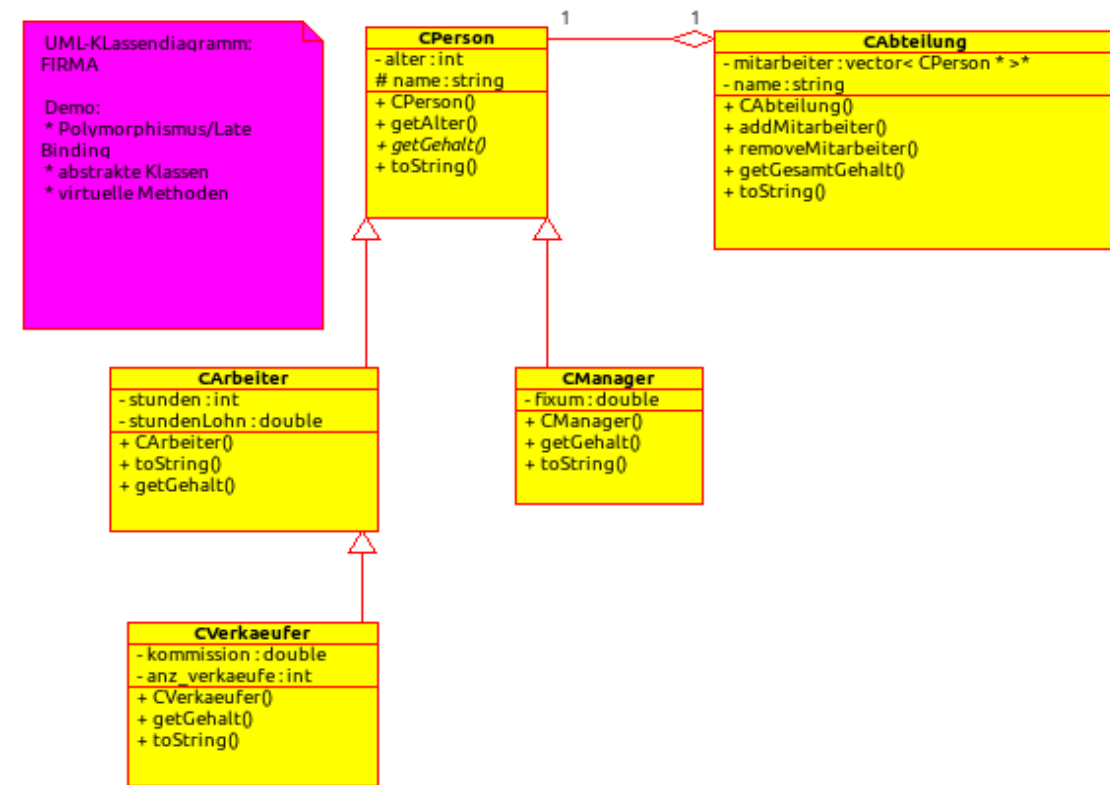 UML-KLassendiagramm:
FIRMA
Demo:
* Polymorphismus/Late
Binding
* abstrakte Klassen
* virtuelle Methoden
CPerson
- alter : int
# name : string
+ CPerson()
+ getAlter()
+ getGehalt()
+ toString()
1
1
CAbteilung
- mitarbeiter : vector< CPerson * >*
- name : string
+ CAbteilung()
+ addMitarbeiter()
+ removeMitarbeiter()
+ getGesamtGehalt()
+ toString()
CArbeiter
- stunden : int
- stundenLohn : double
+ CArbeiter()
+ toString()
+ getGehalt()
CManager
- fixum : double
+ CManager()
+ getGehalt()
+ toString()
CVerkaeufer
- kommission : double
- anz_verkaeufe : int
+ CVerkaeufer()
+ getGehalt()
+ toString()